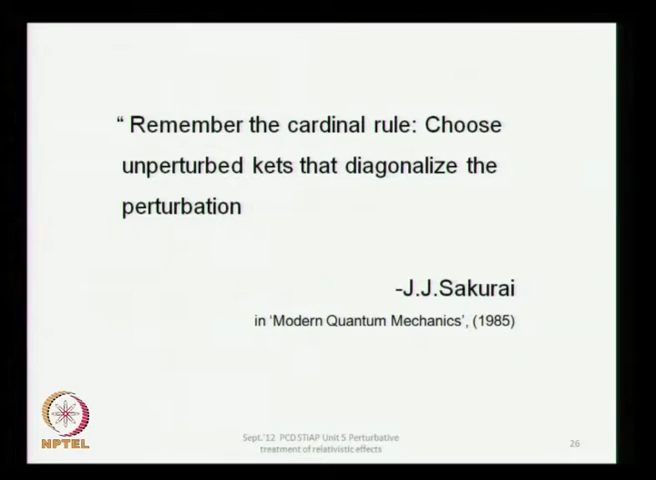 “ Remember the cardinal rule: Choose
unperturbed kets that diagonalize the
perturbation
-J.J.Sakurai
in ‘Modern Quantum Mechanics’, (1985)
NPTEL
Sept.'12 PCD STiAP Unit 5 Perturbative
treatment of relativistic effects
26